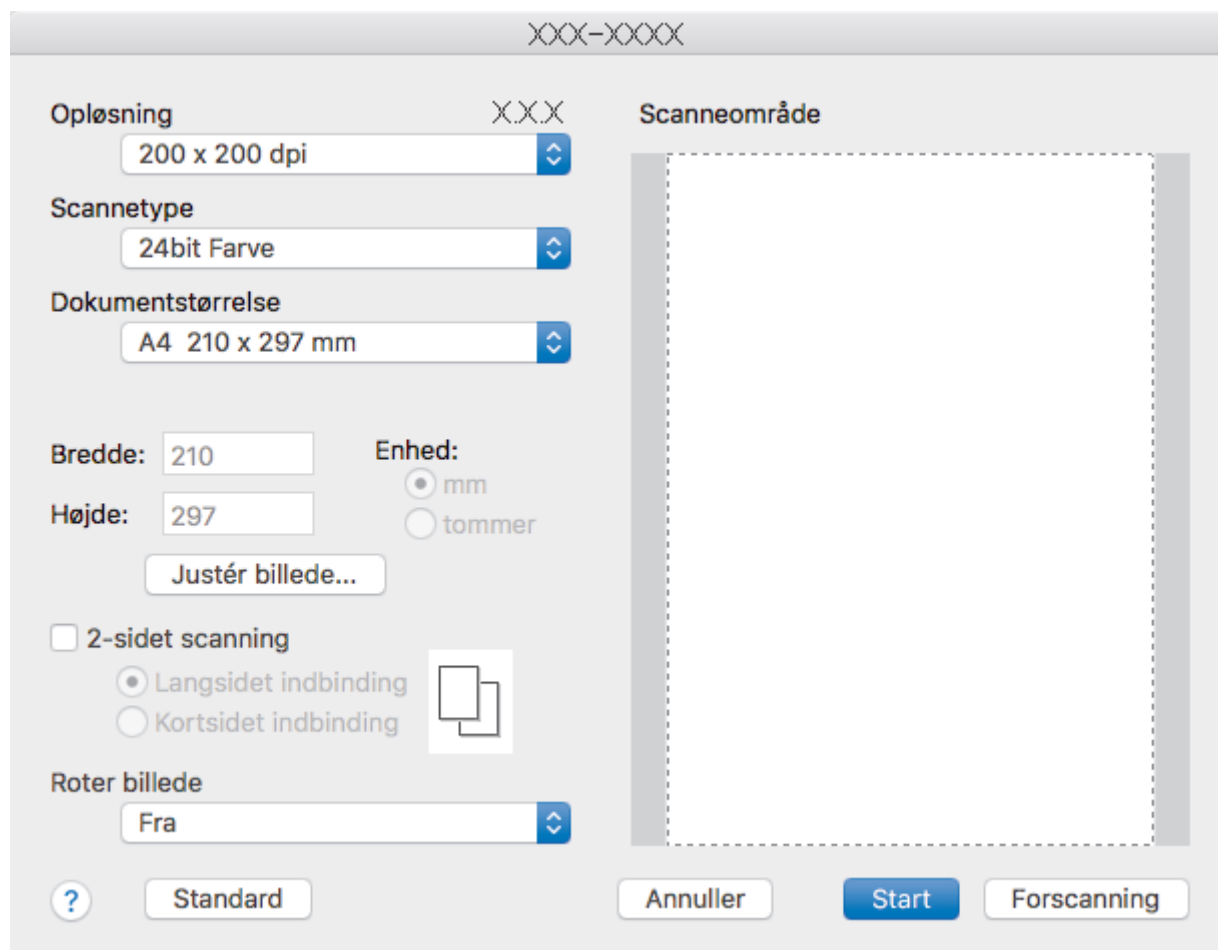 XXX-XXXX
Opløsning
X.X.X
200 x 200 dpi
Scannetype
24bit Farve
Dokumentstørrelse
A4 210 x 297 mm
Bredde: 210
Højde: 297
Enhed:
mm
tommer
Justér billede...
2-sidet scanning
Langsidet indbinding
Kortsidet indbinding
Roter billede
Fra
? Standard
Scanneområde
Annuller Start Forscanning